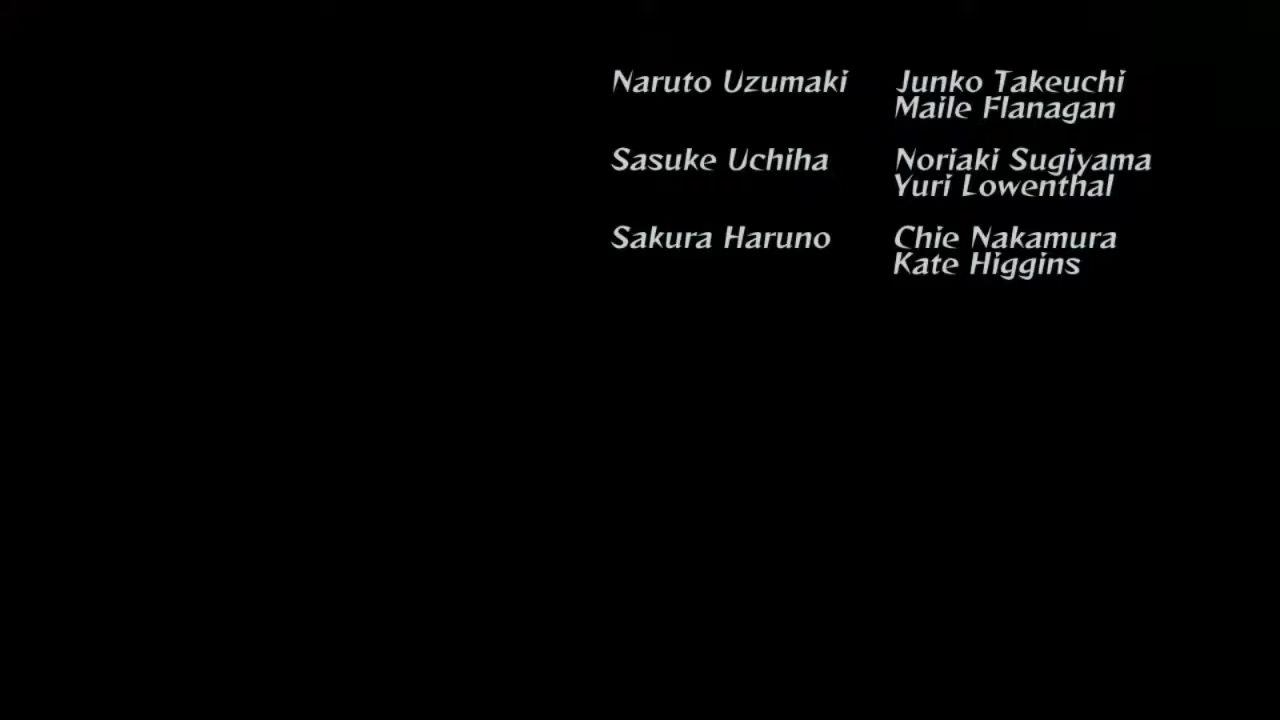 Naruto Uzumaki Junko Takeuchi
Maile Flanagan
Sasuke Uchiha Noriaki Sugiyama
Yuri Lowenthal
Sakura Haruno Chie Nakamura
Kate Higgins